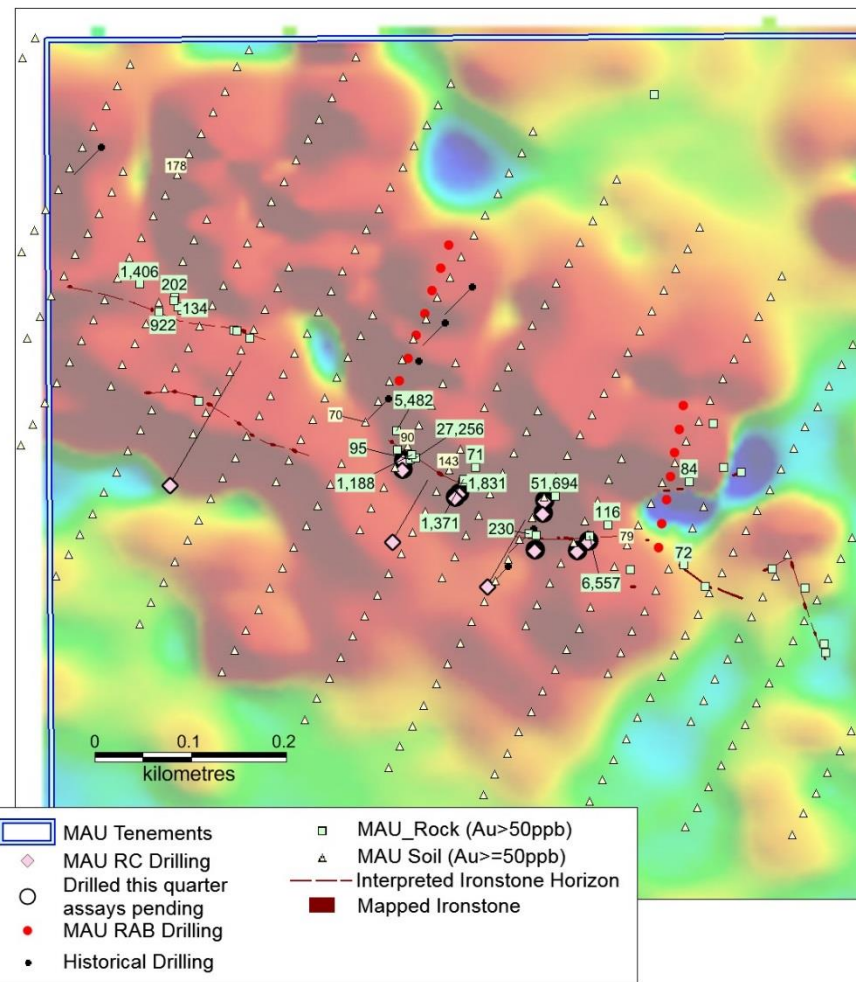 178
1,406
202
134
922
5,482
70
27,256
90
95
143
71
1,188
1,831
51,694
84
1,371
230
116
79
72
6,557
0 0.1 0.2
kilometres
MAU Tenements
MAU RC Drilling
Drilled this quarter
assays pending
MAU RAB Drilling
Historical Drilling
MAU_Rock (Au>50ppb)
MAU Soil (Au>=50ppb)
Interpreted Ironstone Horizon
Mapped Ironstone